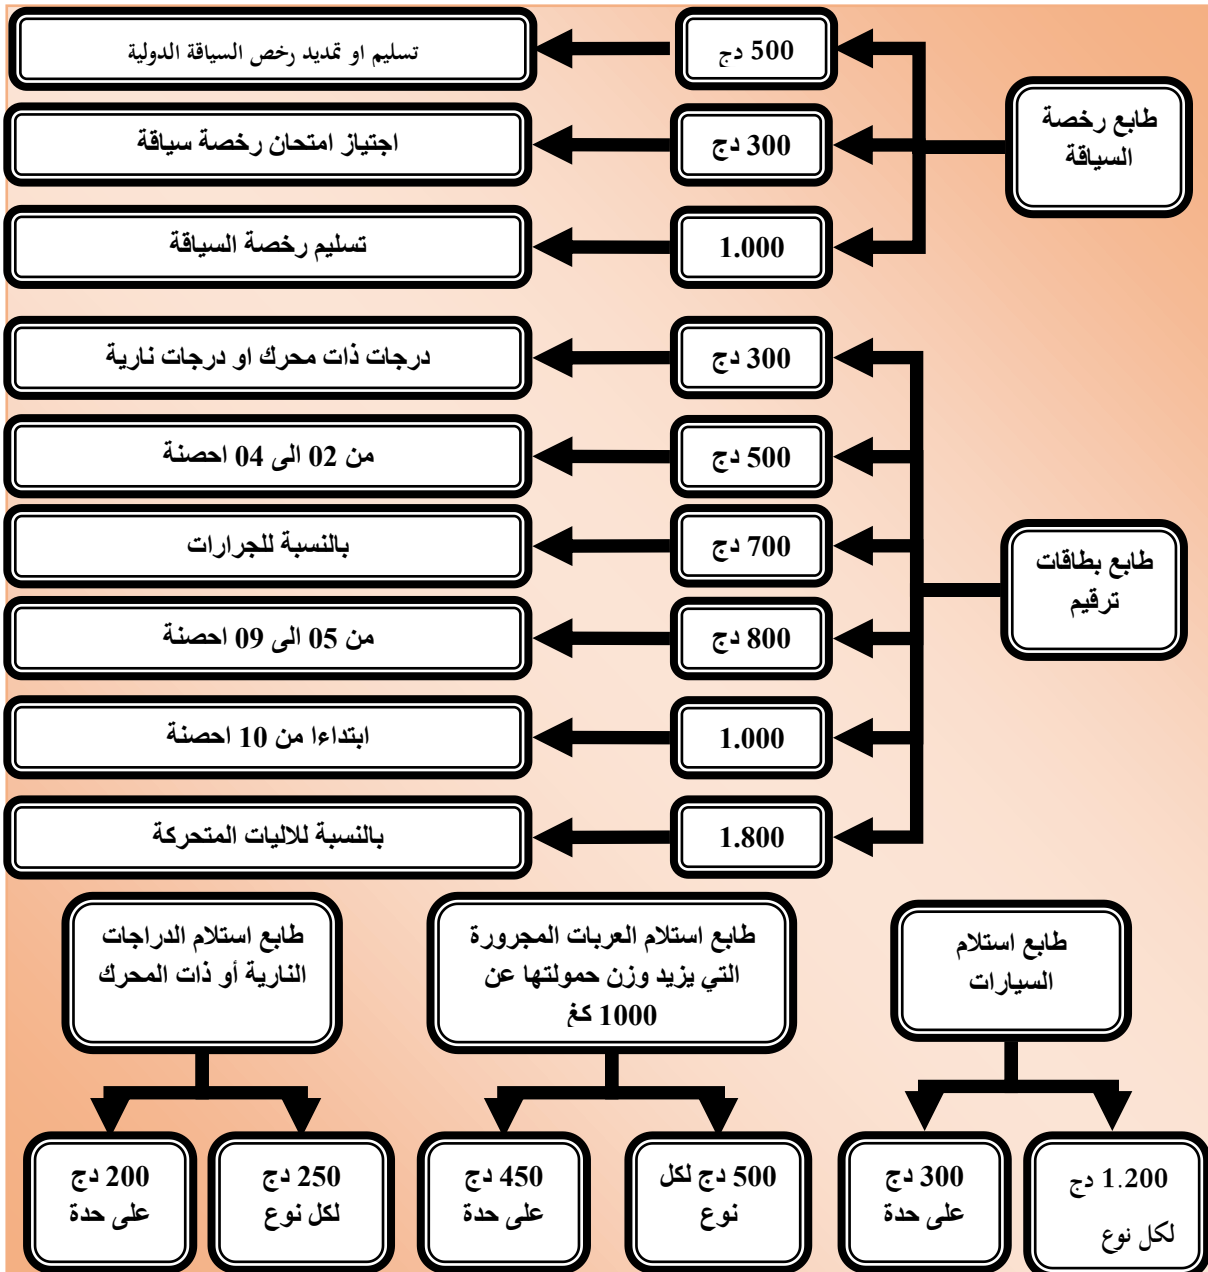 طابع رخصة
السياقة
500 دج
تسليم او تمديد رخص السياقة الدولية
300 دج
اجتياز امتحان رخصة سياقة
1.000
تسليم رخصة السياقة
طابع بطاقات
ترقيم
300 دج
درجات ذات محرك او درجات نارية
500 دج
من 02 الى 04 احصنة
700 دج
بالنسبة للجرارات
800 دج
من 05 الى 09 احصنة
1.000
ابتداءا من 10 احصنة
1.800
بالنسبة للاليات المتحركة
طابع استلام
السيارات
1.200 دج
لكل نوع
300 دج
على حدة
طابع استلام العربات المجرورة
التي يزيد وزن حمولتها عن
1000 كغ
500 دج لكل
نوع
450 دج
على حدة
طابع استلام الدراجات
النارية أو ذات المحرك
250 دج
لكل نوع
200 دج
على حدة